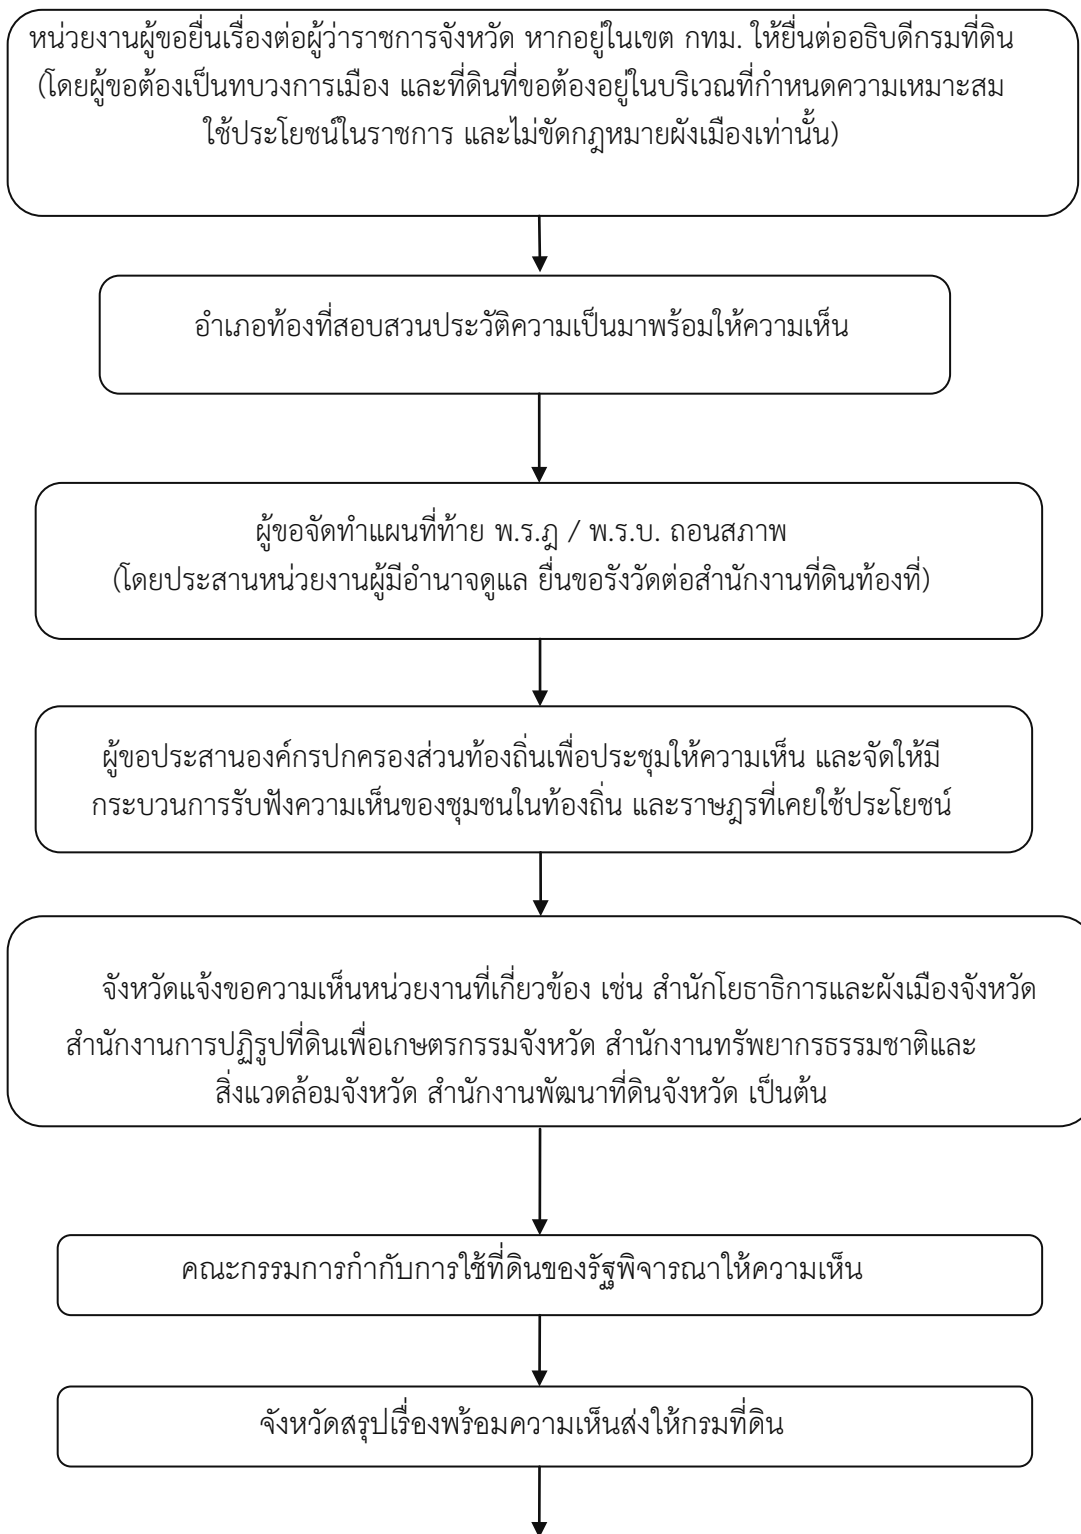 หน่วยงานผู้ขอยื่นเรื่องต่อผู้ว่าราชการจังหวัด หากอยู่ในเขต กทม. ให้ยื่นต่ออธิบดีกรมที่ดิน
(โดยผู้ขอต้องเป็นทบวงการเมือง และที่ดินที่ขอต้องอยู่ในบริเวณที่กำหนดความเหมาะสม
ใช้ประโยชน์ในราชการ และไม่ขัดกฎหมายผังเมืองเท่านั้น)
อำเภอท้องที่สอบสวนประวัติความเป็นมาพร้อมให้ความเห็น
ผู้ขอจัดทำแผนที่ท้าย พ.ร.ฎ / พ.ร.บ. ถอนสภาพ
(โดยประสานหน่วยงานผู้มีอำนาจดูแล ยื่นขอรังวัดต่อสำนักงานที่ดินท้องที่)
ผู้ขอประสานองค์กรปกครองส่วนท้องถิ่นเพื่อประชุมให้ความเห็น และจัดให้มี
กระบวนการรับฟังความเห็นของชุมชนในท้องถิ่น และราษฎรที่เคยใช้ประโยชน์
จังหวัดแจ้งขอความเห็นหน่วยงานที่เกี่ยวข้อง เช่น สำนักโยธาธิการและผังเมืองจังหวัด
สำนักงานการปฏิรูปที่ดินเพื่อเกษตรกรรมจังหวัด สำนักงานทรัพยากรธรรมชาติและ
สิ่งแวดล้อมจังหวัด สำนักงานพัฒนาที่ดินจังหวัด เป็นต้น
คณะกรรมการกำกับการใช้ที่ดินของรัฐพิจารณาให้ความเห็น
จังหวัดสรุปเรื่องพร้อมความเห็นส่งให้กรมที่ดิน